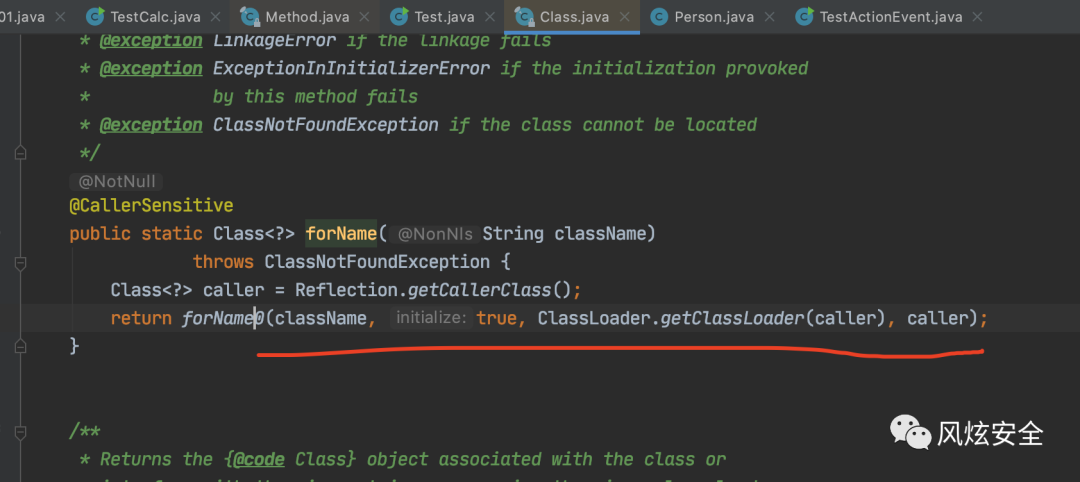 01.java TestCalc.java Method.java Test.java Class.java Person.java TestActionEvent.java
* @exception LinkageError if the linkage fails
* @exception ExceptionInInitializerError if the initialization provoked
* by this method fails
* @exception ClassNotFoundException if the class cannot be located
*/
@NotNull
@CallerSensitive
public static Class<?> forName( @NonNls String className)
throws ClassNotFoundException {
Class<?> caller = Reflection.getCallerClass();
return forName0(className, initialize: true, ClassLoader.getClassLoader(caller), caller);
}
/**
* Returns the {@code Class} object associated with the class or
风炫安全